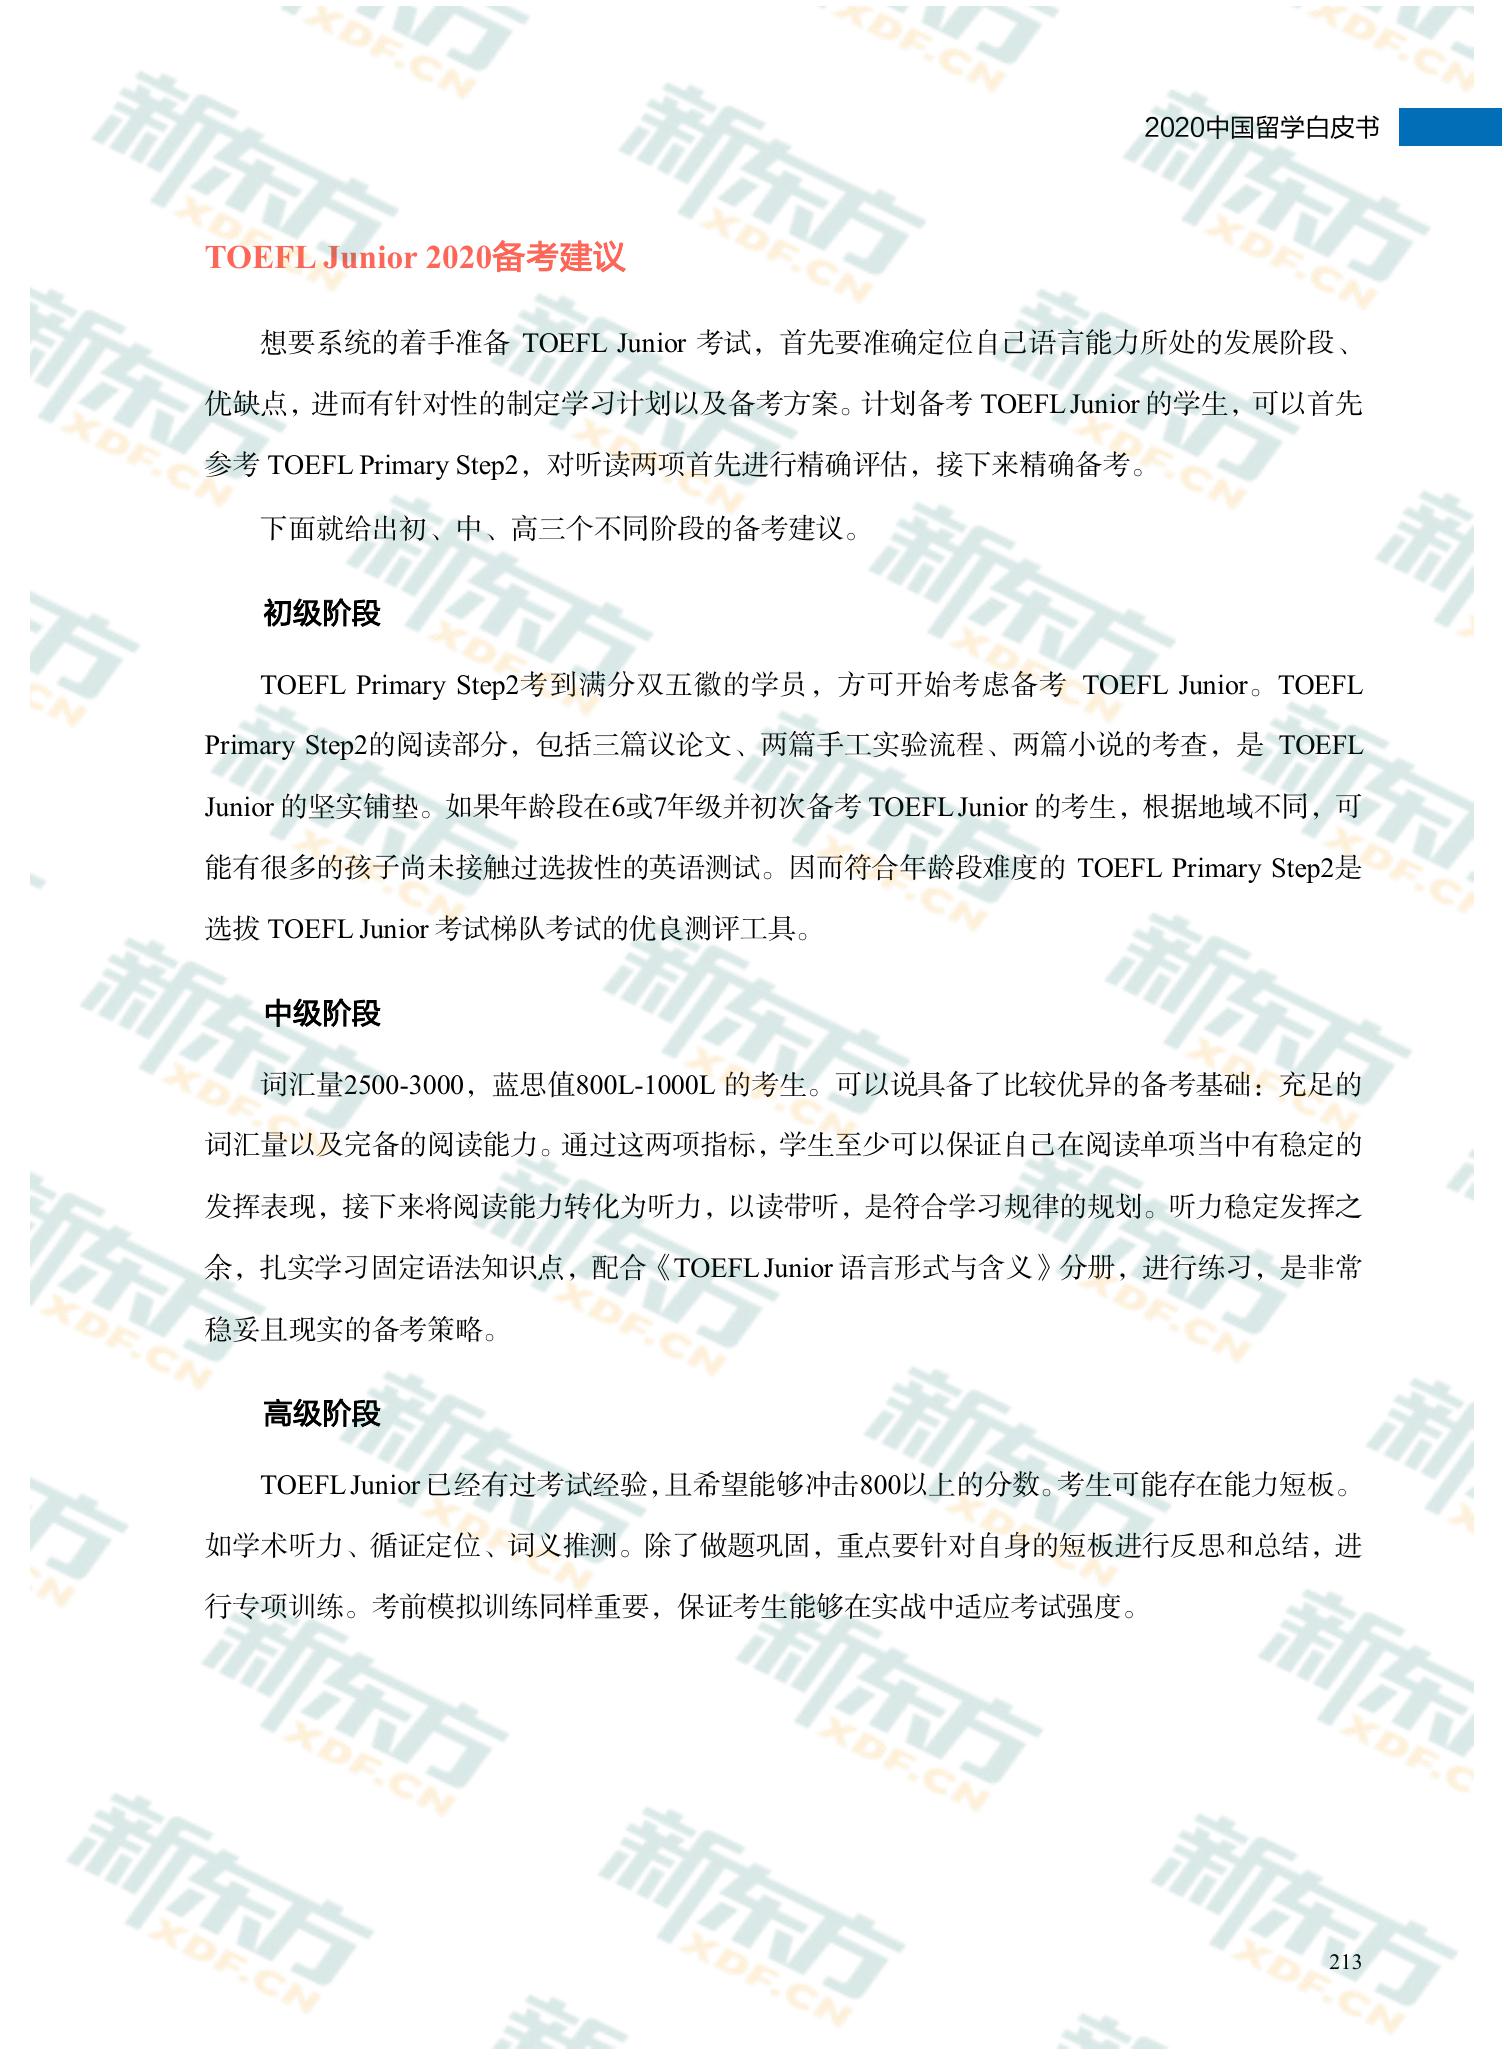 2020中国留学白皮书
TOEFL Junior 2020备考建议
想要系统的着手准备 TOEFL Junior 考试，首先要准确定位自己语言能力所处的发展阶段、
优缺点，进而有针对性的制定学习计划以及备考方案。计划备考 TOEFL Junior 的学生，可以首先
参考 TOEFL Primary Step2，对听读两项首先进行精确评估，接下来精确备考。
下面就给出初、中、高三个不同阶段的备考建议。
初级阶段
TOEFL Primary Step2考到满分双五徽的学员，方可开始考虑备考 TOEFL Junior。TOEFL
Primary Step2的阅读部分，包括三篇议论文、两篇手工实验流程、两篇小说的考查，是 TOEFL
Junior 的坚实铺垫。如果年龄段在6或7年级并初次备考 TOEFL Junior 的考生，根据地域不同，可
能有很多的孩子尚未接触过选拔性的英语测试。因而符合年龄段难度的 TOEFL Primary Step2是
选拔 TOEFL Junior 考试梯队考试的优良测评工具。
中级阶段
词汇量2500-3000，蓝思值800L-1000L 的考生。可以说具备了比较优异的备考基础：充足的
词汇量以及完备的阅读能力。通过这两项指标，学生至少可以保证自己在阅读单项当中有稳定的
发挥表现，接下来将阅读能力转化为听力，以读带听，是符合学习规律的规划。听力稳定发挥之
余，扎实学习固定语法知识点，配合《TOEFL Junior 语言形式与含义》分册，进行练习，是非常
稳妥且现实的备考策略。
高级阶段
TOEFL Junior 已经有过考试经验，且希望能够冲击800以上的分数。考生可能存在能力短板。
如学术听力、循证定位、词义推测。除了做题巩固，重点要针对自身的短板进行反思和总结，进
行专项训练。考前模拟训练同样重要，保证考生能够在实战中适应考试强度。
213